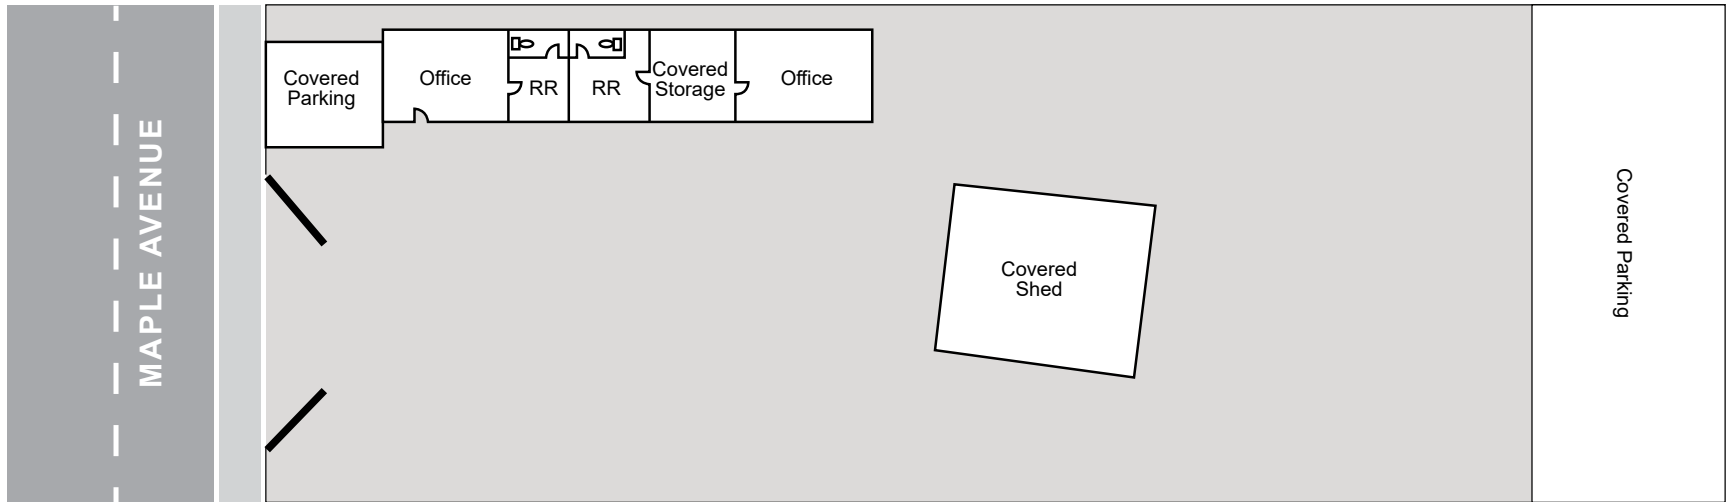 MAPLE AVENUE
Covered
Parking
Office
RR
RR
Covered
Storage
Office
Covered
Shed
Covered Parking